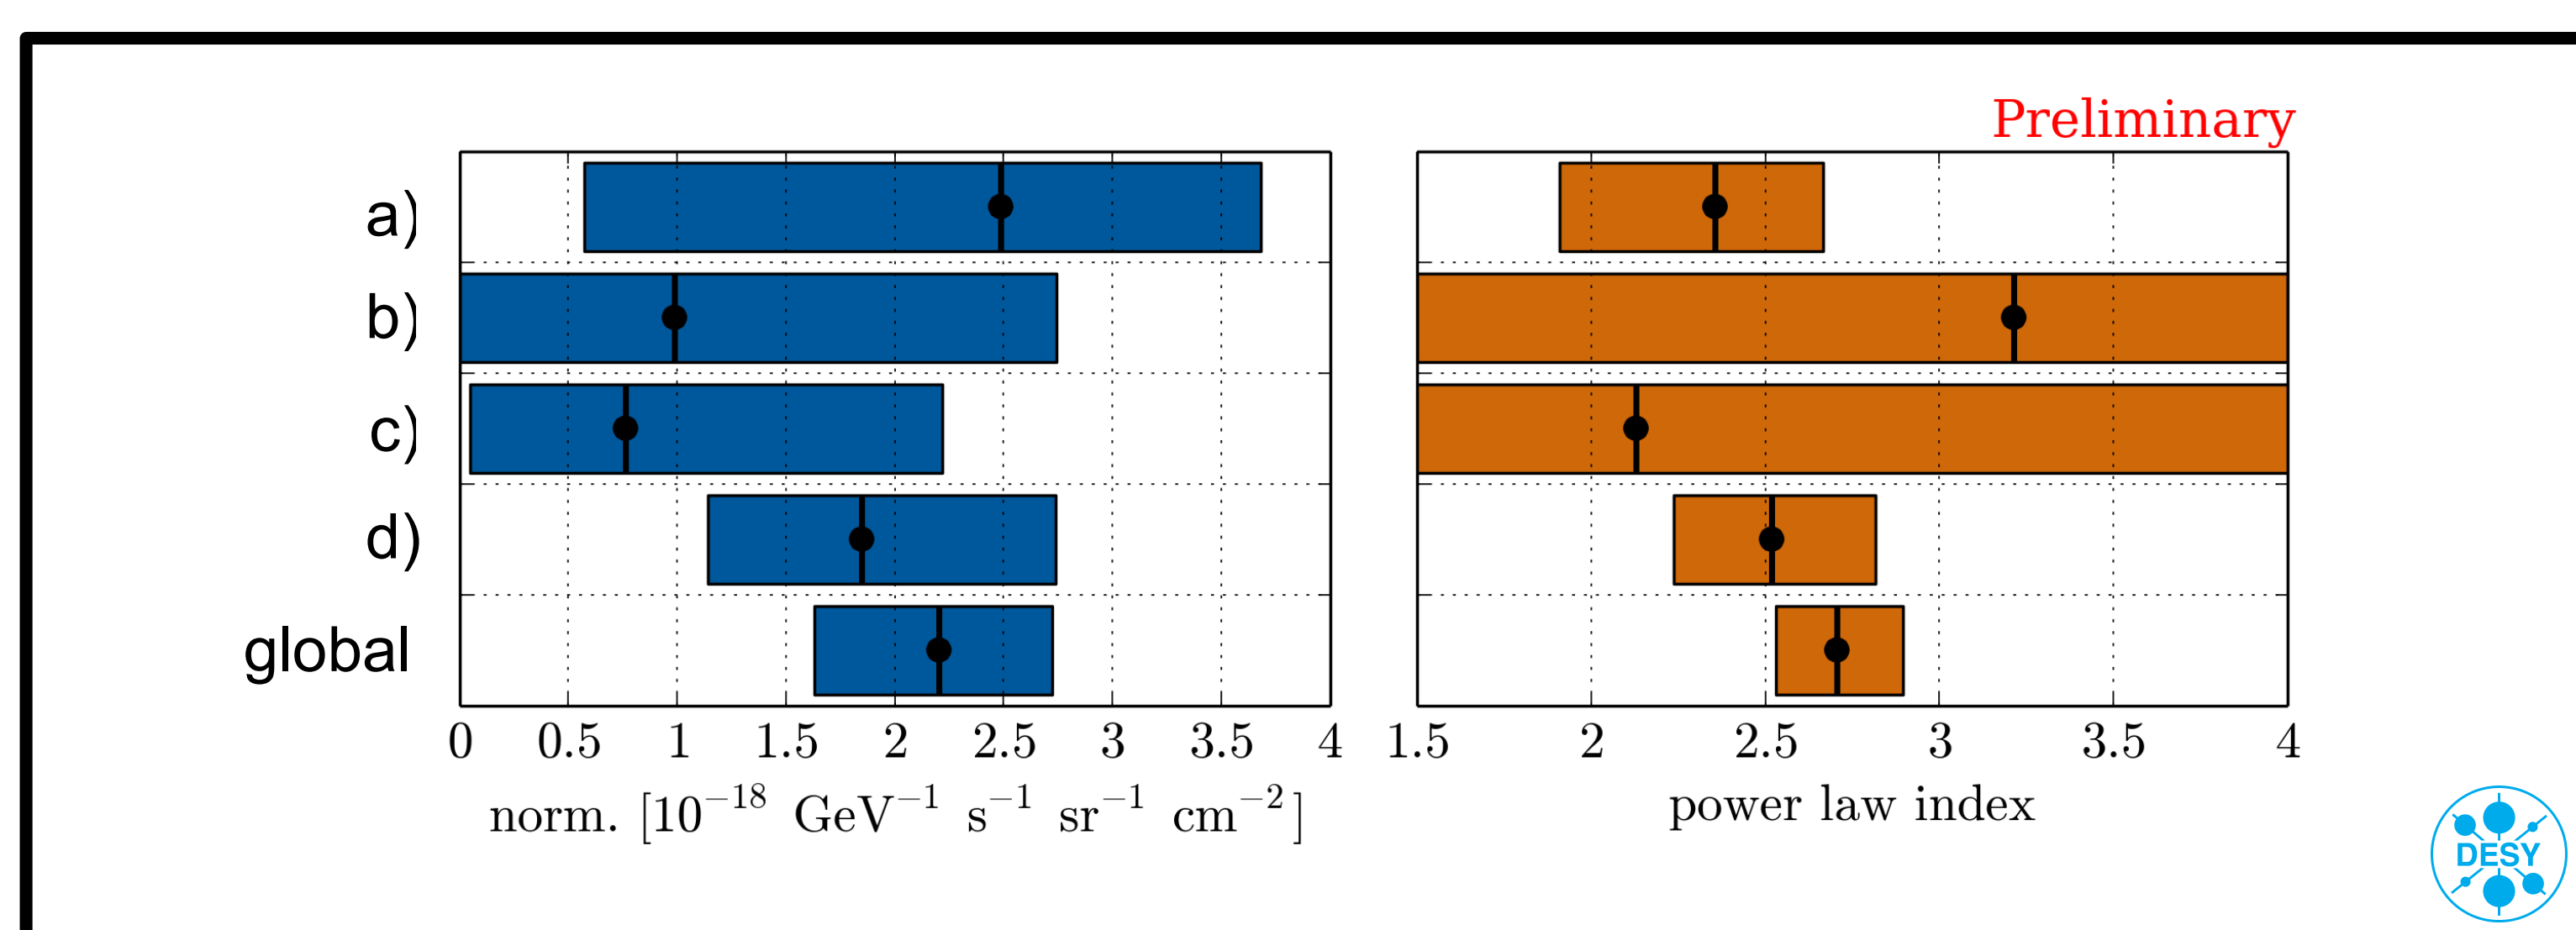 Preliminary
a)
b)
c)
d)
global
0 0.5 1 1.5 2 2.5 3 3.5 4
1.5 2 2.5 3 3.5 4
norm. [10⁻¹⁸ GeV⁻¹ s⁻¹ sr⁻¹ cm⁻²]
power law index
DESY